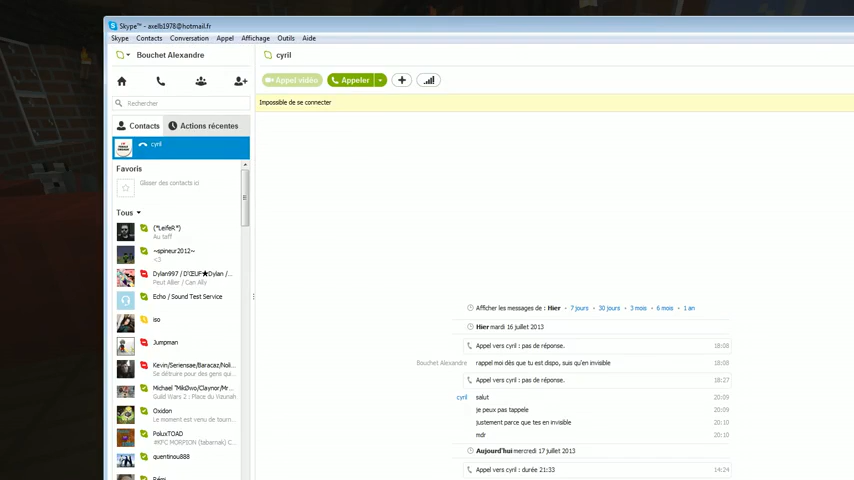 Skype™ - axelb1978@hotmail.fr
Skype Contacts Conversation Appel Affichage Outils Aide
Bouchet Alexandre
cyril
Appel vidéo
Appeler
Impossible de se connecter
Rechercher
Contacts
Actions récentes
cyril
Favoris
Glisser des contacts ici
Tous
(*LeifeR*)
Au taff
~spineur2012~
<3
Dylan997 / D'ŒUF★Dylan /...
Peut Aller / Can Ally
Echo / Sound Test Service
iso
Jumpman
Kevin/Seriensae/Baracaz/Noli...
Se détruire pour des gens qui...
Michael "MikDwo/Claynor/Mr...
Guild Wars 2 : Place du Vizunah
Oxidon
Le moment est venu de tourn...
PoluxTOAD
#KFC MORPION (tabarnak) C...
quentinou888
Rémi
Afficher les messages de : Hier • 7 jours • 30 jours • 3 mois • 6 mois • 1 an
Hier mardi 16 juillet 2013
Appel vers cyril : pas de réponse. 18:08
Bouchet Alexandre rappel moi dès que tu est dispo, suis qu'en invisible 18:08
Appel vers cyril : pas de réponse. 18:27
cyril salut 20:09
je peux pas tappele 20:09
justement parce que tes en invisible 20:10
mdr 20:10
Aujourd'hui mercredi 17 juillet 2013
Appel vers cyril : durée 21:33 14:24